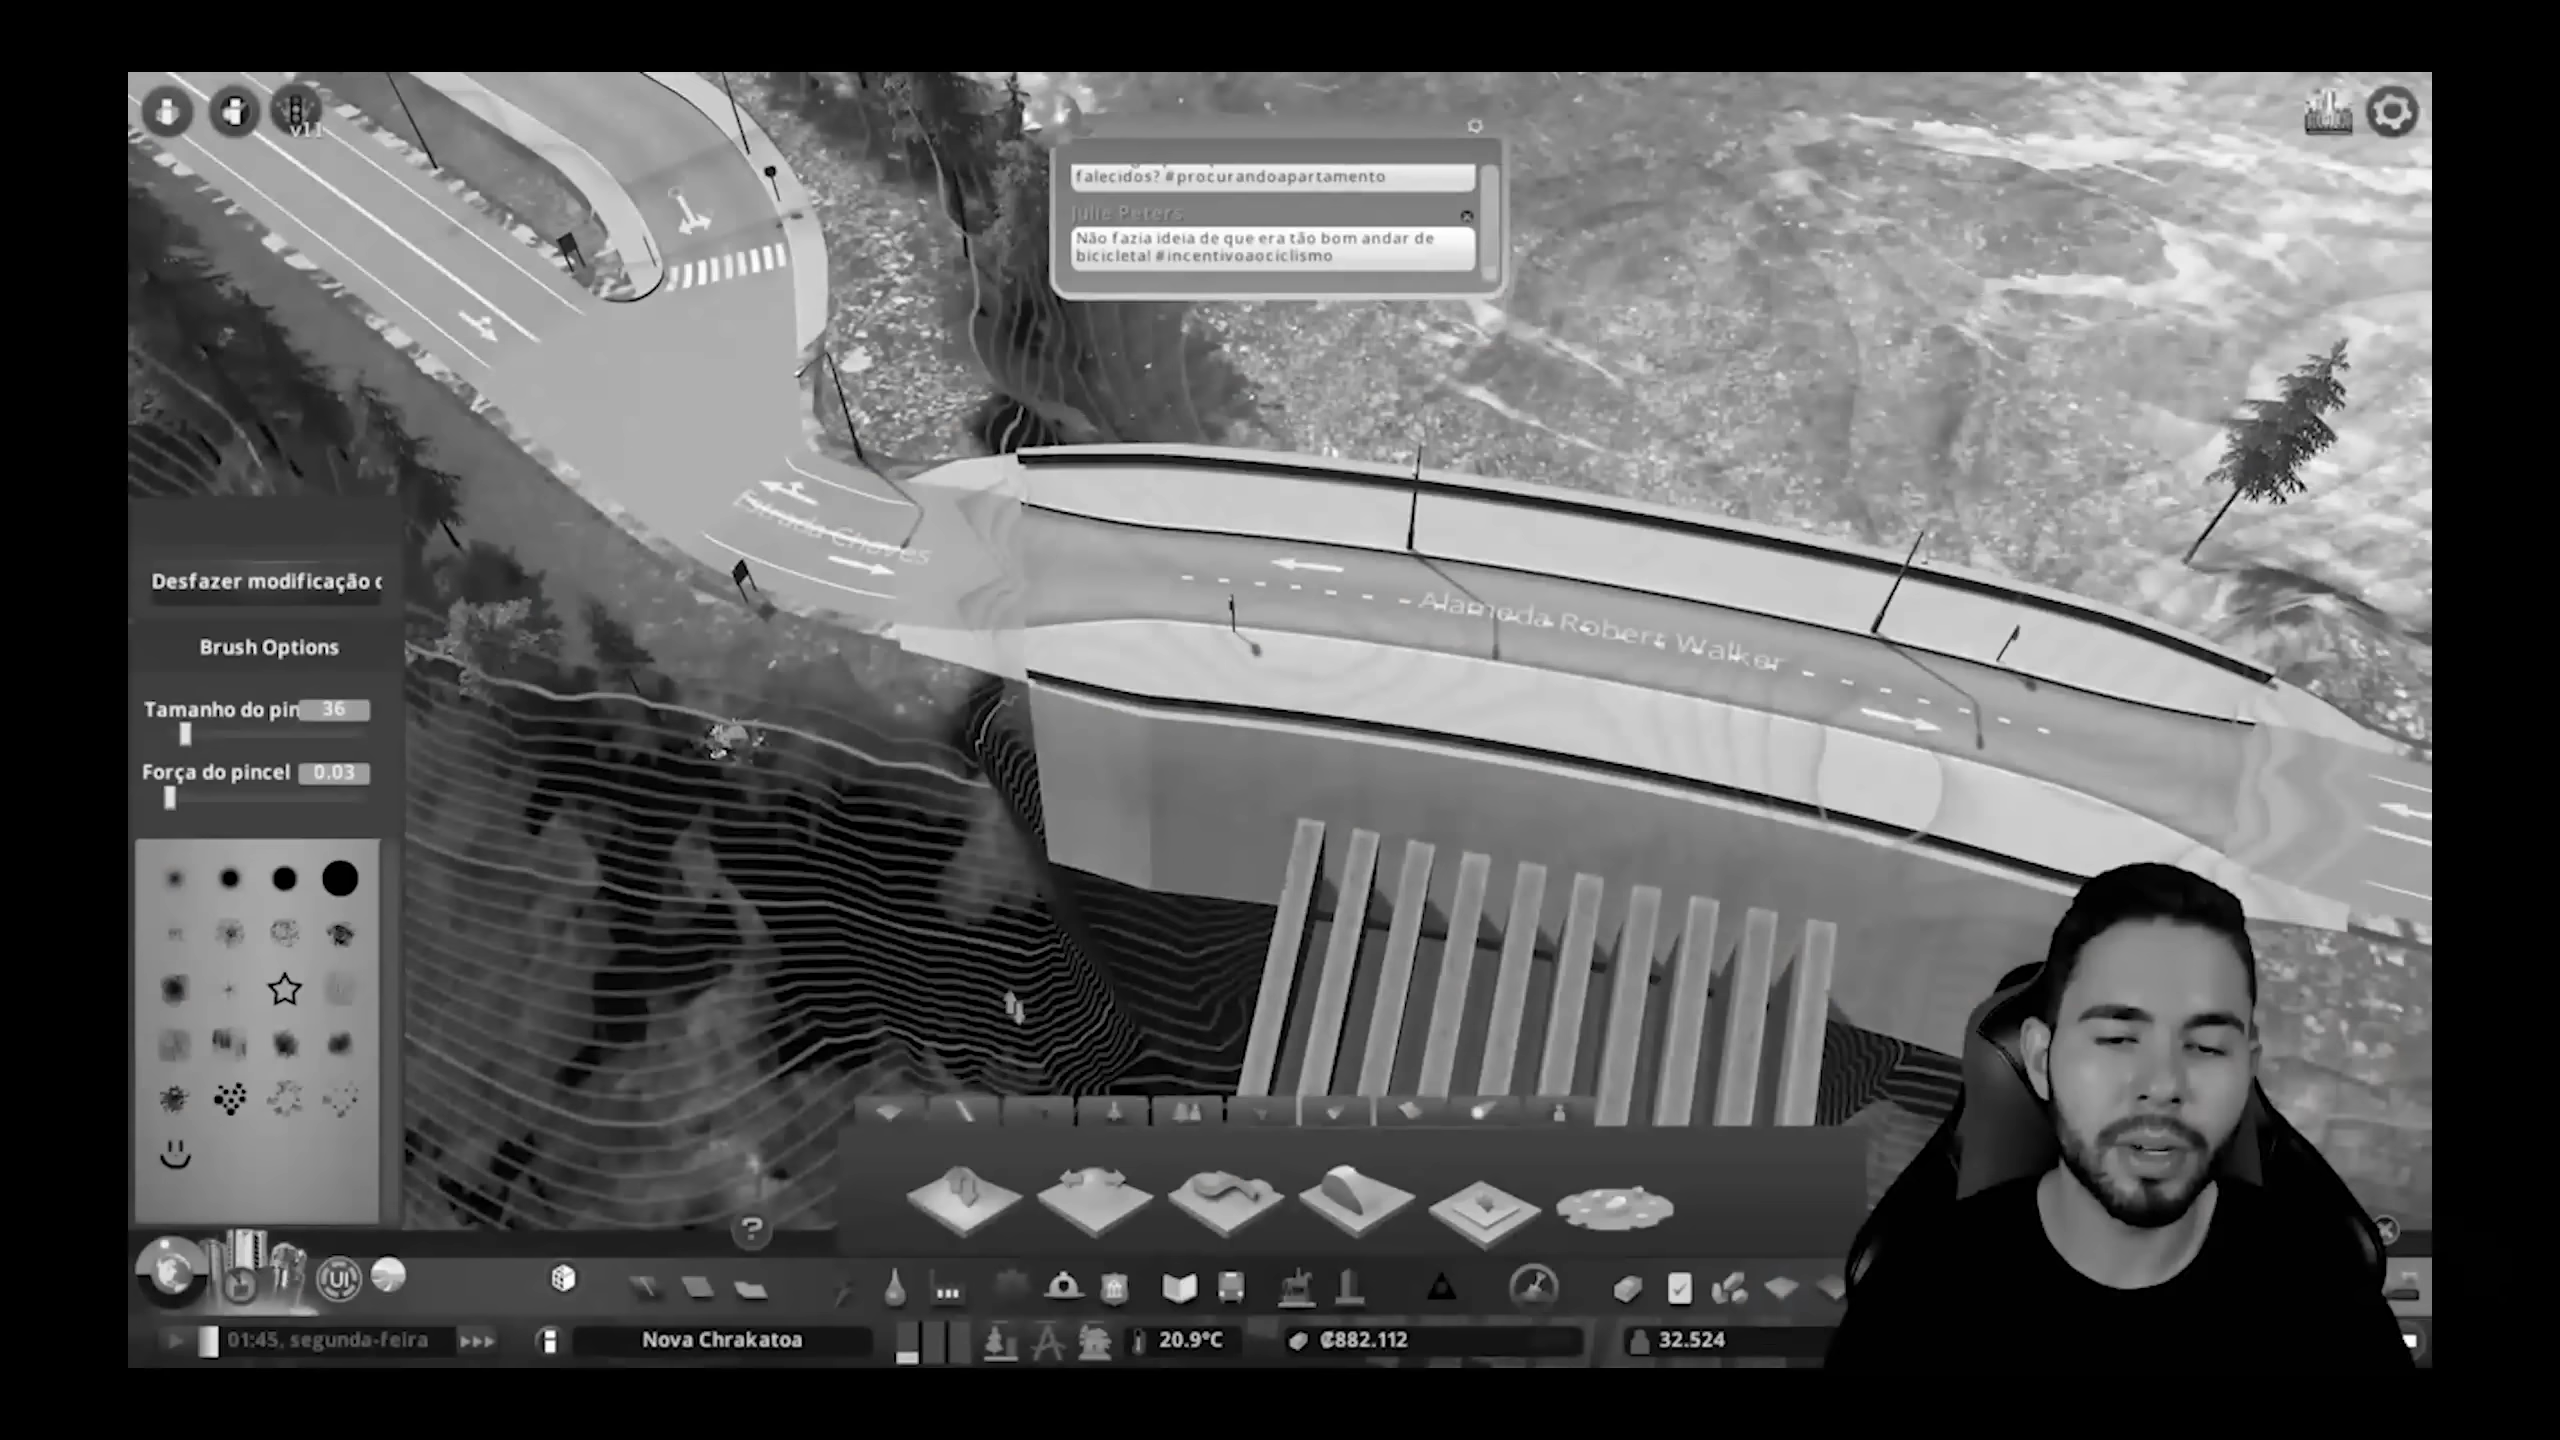 v11
falecidos? #procurandoapartamento
Julie Peters
Não fazia ideia de que era tão bom andar de
bicicleta! #incentivoaociclismo
Estrada Chaves
Alameda Robert Walker
Desfazer modificação
Brush Options
Tamanho do pin 36
Força do pincel 0.03
?
UI
01:45, segunda-feira
Nova Chrakatoa
20.9°C
₡882.112
32.524